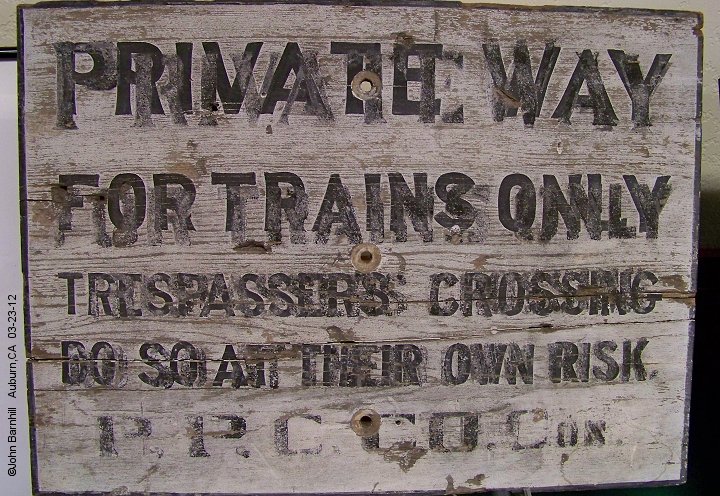 PRIVATE WAY
FOR TRAINS ONLY
TRESPASSERS CROSSING
DO SO AT THEIR OWN RISK.
P.P.C.CO.CON.
©John Barnhill Auburn,CA 03-23-12